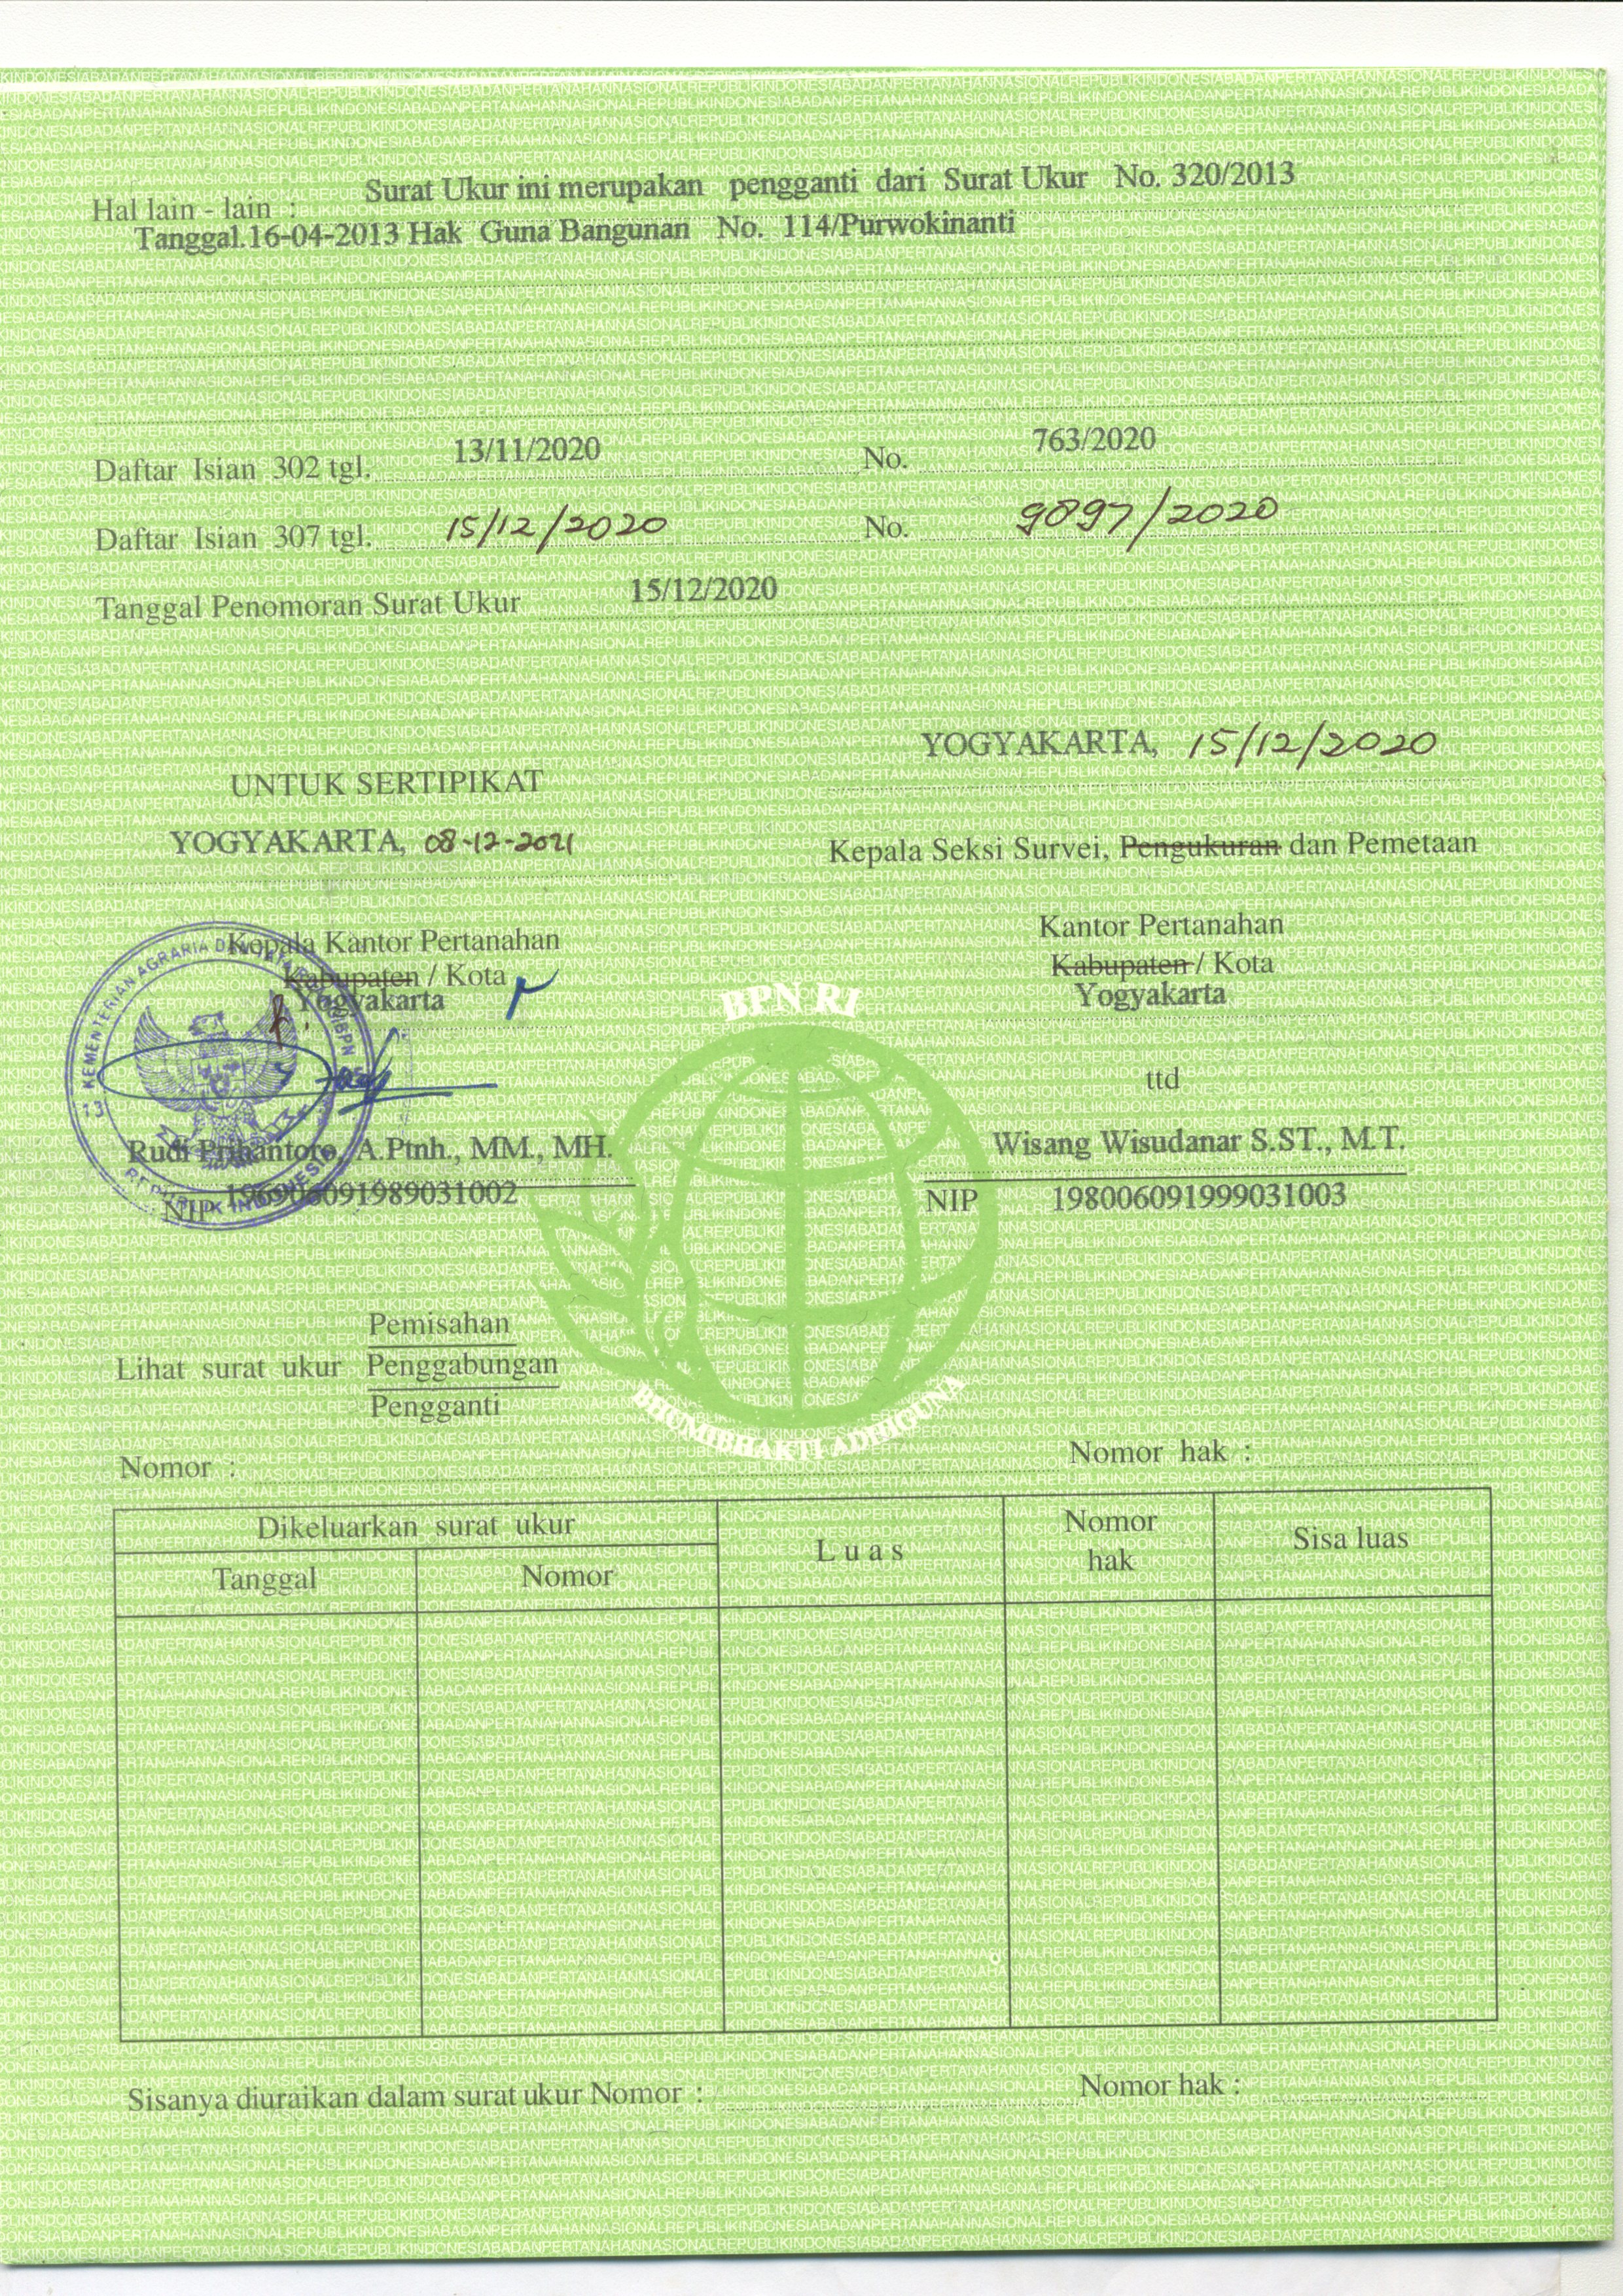 Hal lain - lain : Surat Ukur ini merupakan pengganti dari Surat Ukur No. 320/2013
Tanggal.16-04-2013 Hak Guna Bangunan No. 114/Purwokinanti
Daftar Isian 302 tgl. 13/11/2020 No. 763/2020
Daftar Isian 307 tgl. 15/12/2020 No. 9897/2020
Tanggal Penomoran Surat Ukur 15/12/2020
YOGYAKARTA, 15/12/2020
UNTUK SERTIPIKAT
YOGYAKARTA, 08-12-2021
Kepala Seksi Survei, Pengukuran dan Pemetaan
Kantor Pertanahan
Kabupaten / Kota
Yogyakarta
ttd
Wisang Wisudanar S.ST., M.T.
NIP 198006091999031003
Kepala Kantor Pertanahan
Kabupaten / Kota
Yogyakarta
KEMENTERIAN AGRARIA DAN TATA RUANG/BPN
REPUBLIK INDONESIA
13
Rudi Prihantoro, A.Ptnh., MM., MH.
NIP 196906091989031002
BPN RI
BHUMIBHAKTI ADHIGUNA
Lihat surat ukur
Pemisahan
Penggabungan
Pengganti
Nomor : Nomor hak :
Dikeluarkan surat ukur
Tanggal Nomor
L u a s
Nomor
hak
Sisa luas
Sisanya diuraikan dalam surat ukur Nomor : Nomor hak :